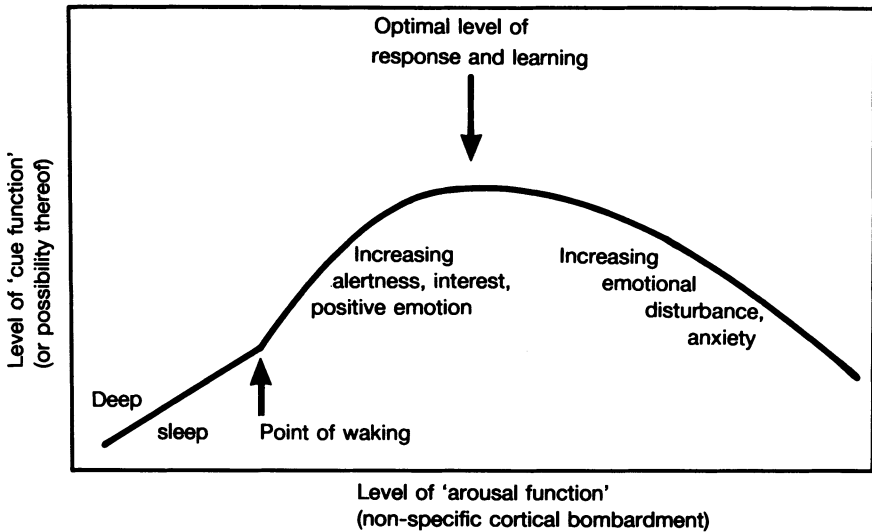 Optimal level of
response and learning
Level of 'cue function'
(or possibility thereof)
Increasing
alertness, interest,
positive emotion
Increasing
emotional
disturbance,
anxiety
Deep
sleep
Point of waking
Level of 'arousal function'
(non-specific cortical bombardment)